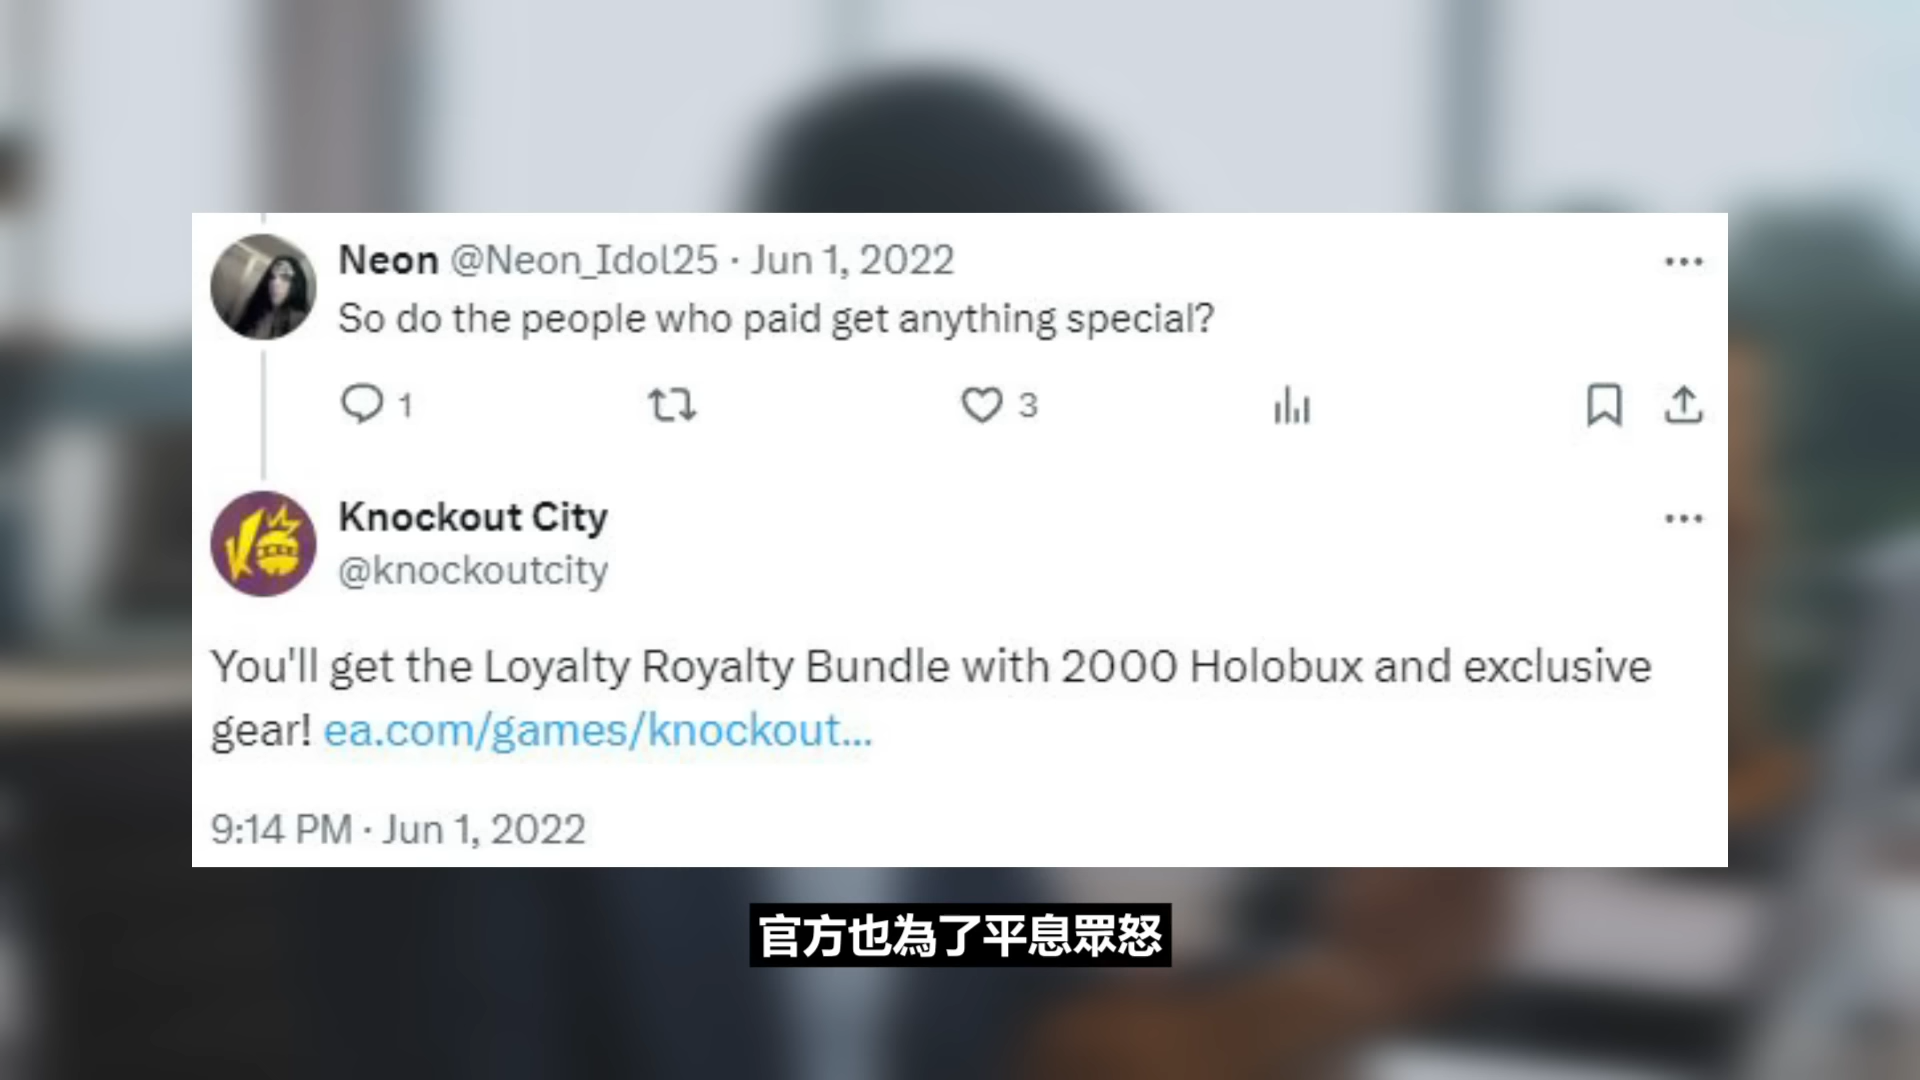 Neon @Neon_Idol25 · Jun 1, 2022
So do the people who paid get anything special?
1 3
Knockout City
@knockoutcity
You'll get the Loyalty Royalty Bundle with 2000 Holobux and exclusive
gear! ea.com/games/knockout...
9:14 PM · Jun 1, 2022
官方也為了平息眾怒